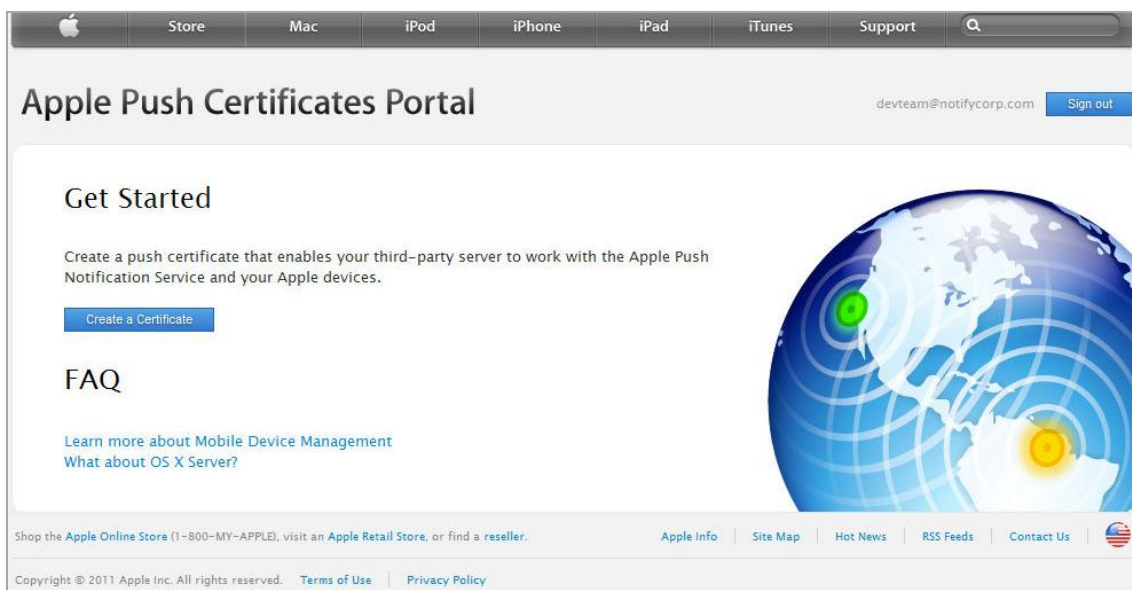 Store Mac iPod iPhone iPad iTunes Support
Apple Push Certificates Portal
devteam@notifycorp.com Sign out
Get Started
Create a push certificate that enables your third-party server to work with the Apple Push
Notification Service and your Apple devices.
Create a Certificate
FAQ
Learn more about Mobile Device Management
What about OS X Server?
Shop the Apple Online Store (1-800-MY-APPLE), visit an Apple Retail Store, or find a reseller. Apple Info Site Map Hot News RSS Feeds Contact Us
Copyright © 2011 Apple Inc. All rights reserved. Terms of Use Privacy Policy